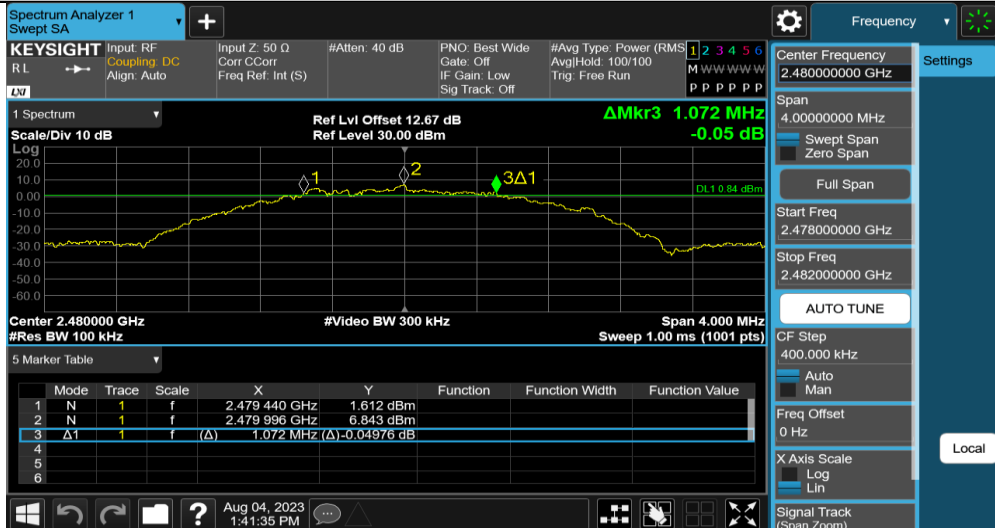 Spectrum Analyzer 1
Swept SA
Frequency
KEYSIGHT
RL
LXI
Input: RF
Coupling: DC
Align: Auto
Input Z: 50 Ω
Corr CCorr
Freq Ref: Int (S)
#Atten: 40 dB
PNO: Best Wide
Gate: Off
IF Gain: Low
Sig Track: Off
#Avg Type: Power (RMS
Avg|Hold: 100/100
Trig: Free Run
1 2 3 4 5 6
M W W W W W
P P P P P P
1 Spectrum
Scale/Div 10 dB
Ref Lvl Offset 12.67 dB
Ref Level 30.00 dBm
ΔMkr3 1.072 MHz
-0.05 dB
Log
20.0
10.0
0.00
-10.0
-20.0
-30.0
-40.0
-50.0
-60.0
1
2
3Δ1
DL1 0.84 dBm
Center 2.480000 GHz
#Video BW 300 kHz
Span 4.000 MHz
#Res BW 100 kHz
Sweep 1.00 ms (1001 pts)
5 Marker Table
Mode Trace Scale X Y Function Function Width Function Value
1 N 1 f 2.479 440 GHz 1.612 dBm
2 N 1 f 2.479 996 GHz 6.843 dBm
3 Δ1 1 f (Δ) 1.072 MHz (Δ) -0.04976 dB
4
5
6
Aug 04, 2023
1:41:35 PM
Center Frequency
2.480000000 GHz
Span
4.00000000 MHz
Swept Span
Zero Span
Full Span
Start Freq
2.478000000 GHz
Stop Freq
2.482000000 GHz
AUTO TUNE
CF Step
400.000 kHz
Auto
Man
Freq Offset
0 Hz
X Axis Scale
Log
Lin
Signal Track
(Span Zoom)
Settings
Local